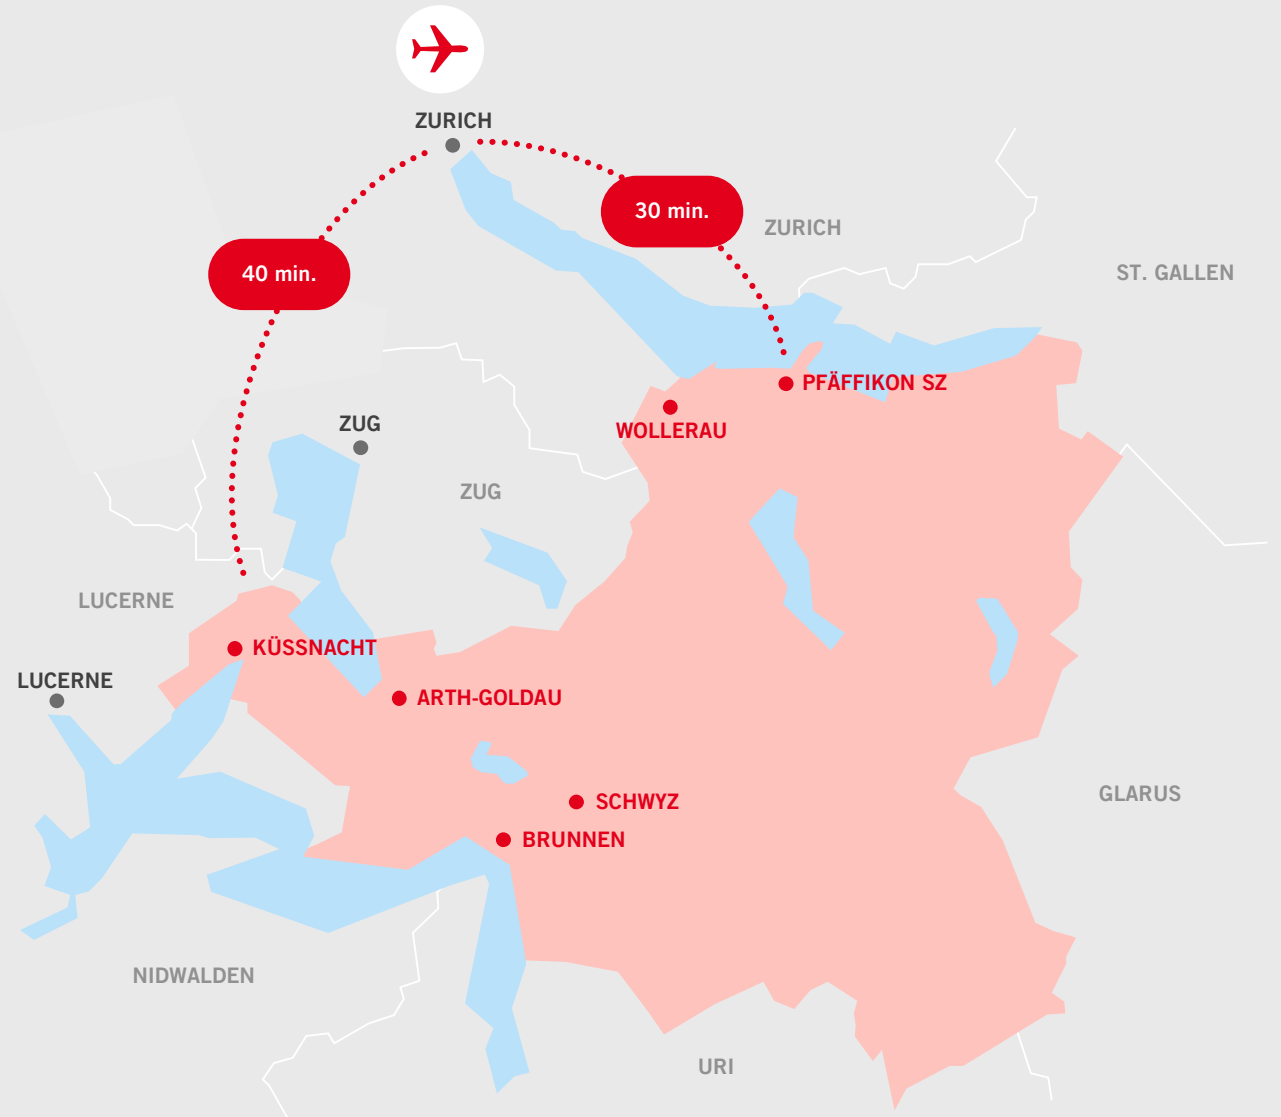 ZURICH
30 min.
ZURICH
40 min.
ST. GALLEN
PFÄFFIKON SZ
ZUG
WOLLERAU
ZUG
LUCERNE
KÜSSNACHT
LUCERNE
ARTH-GOLDAU
GLARUS
SCHWYZ
BRUNNEN
NIDWALDEN
URI